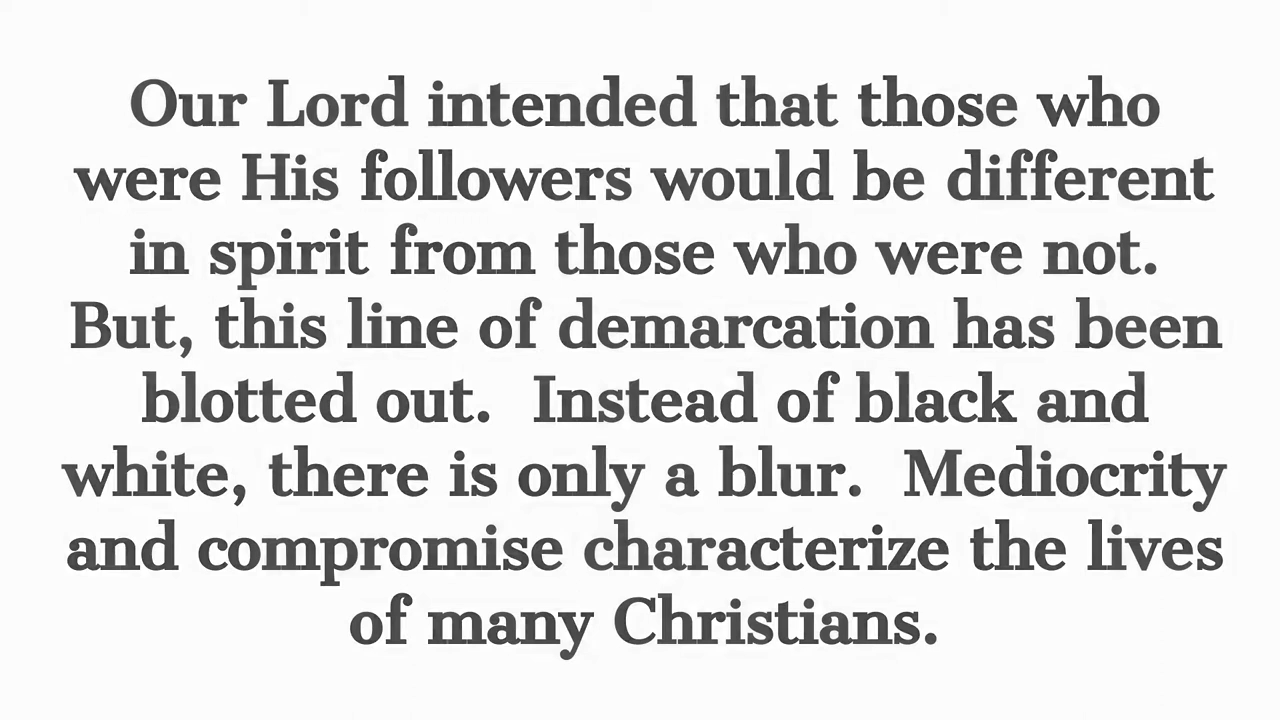 Our Lord intended that those who
were His followers would be different
in spirit from those who were not.
But, this line of demarcation has been
blotted out.  Instead of black and
white, there is only a blur.  Mediocrity
and compromise characterize the lives
of many Christians.